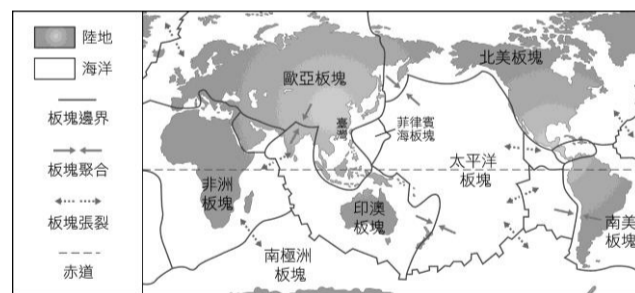 陸地
海洋
板塊邊界
板塊聚合
板塊張裂
赤道
歐亞板塊
北美板塊
臺灣
菲律賓
海板塊
太平洋
板塊
非洲
板塊
印澳
板塊
南美
板塊
南極洲
板塊